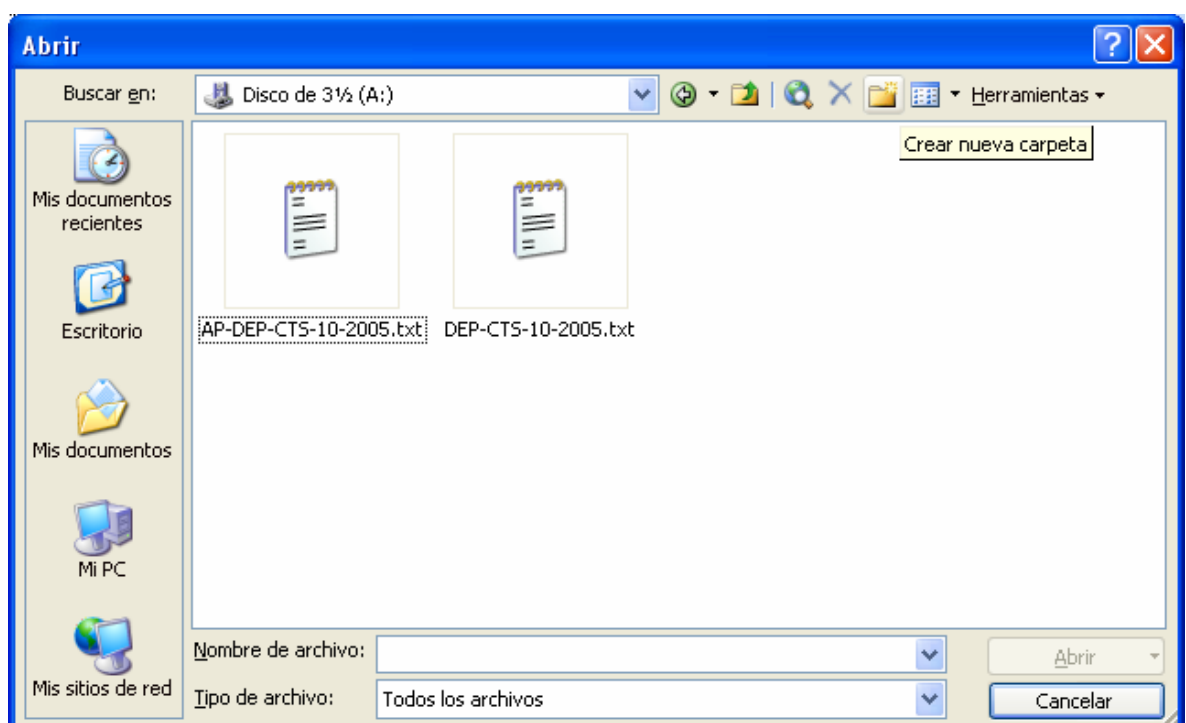 Abrir
Buscar en:
Disco de 3½ (A:)
Herramientas
Crear nueva carpeta
Mis documentos
recientes
Escritorio
Mis documentos
Mi PC
Mis sitios de red
AP-DEP-CTS-10-2005.txt
DEP-CTS-10-2005.txt
Nombre de archivo:
Abrir
Tipo de archivo:
Todos los archivos
Cancelar